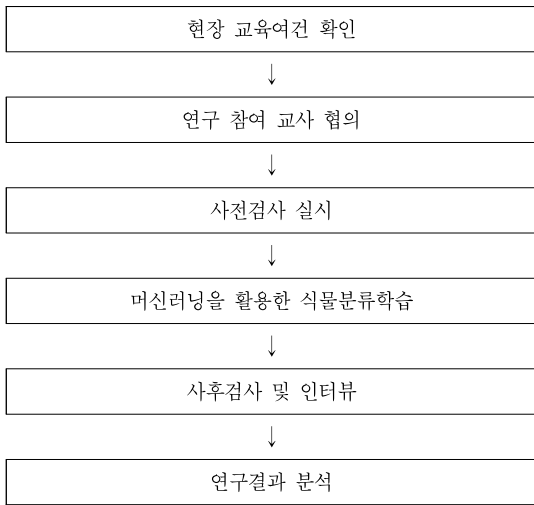 현장 교육여건 확인
↓
연구 참여 교사 협의
↓
사전검사 실시
↓
머신러닝을 활용한 식물분류학습
↓
사후검사 및 인터뷰
↓
연구결과 분석